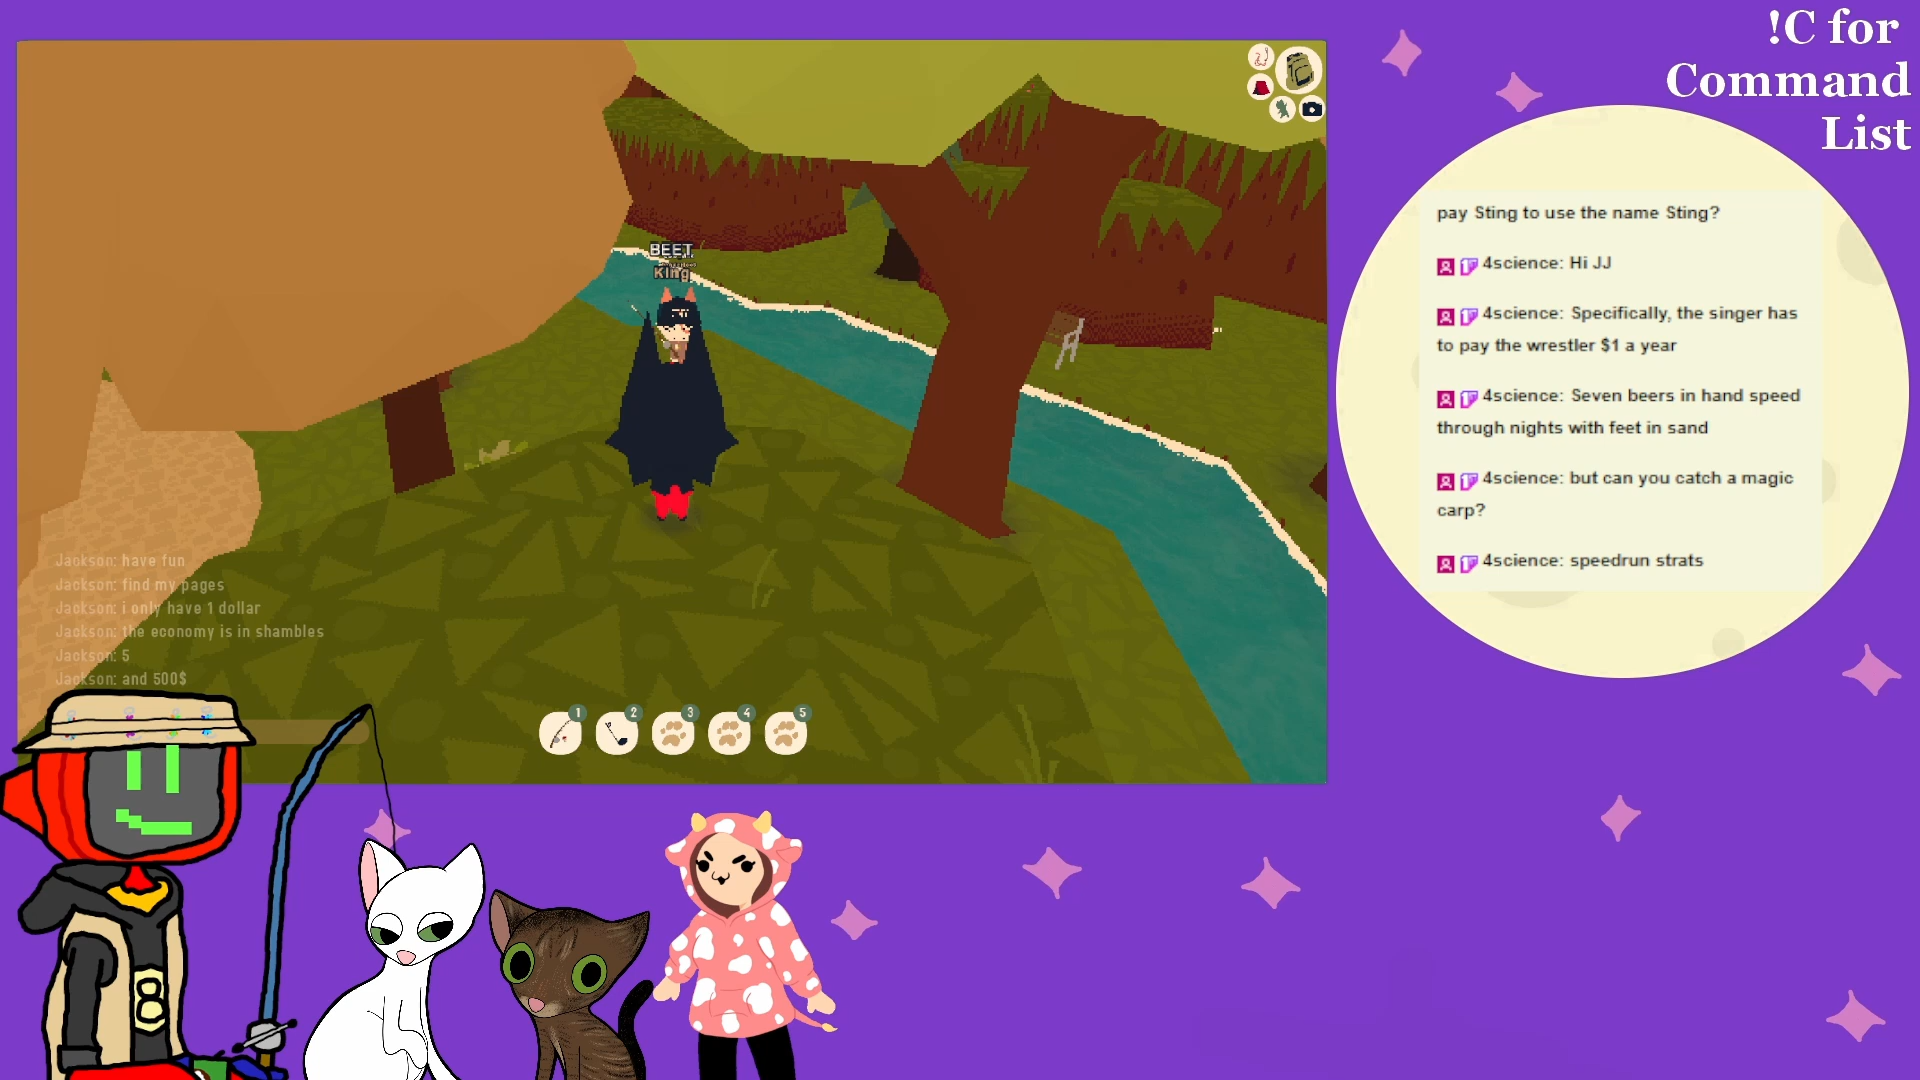 !C for
Command
List
pay Sting to use the name Sting?
4science: Hi JJ
4science: Specifically, the singer has
to pay the wrestler $1 a year
4science: Seven beers in hand speed
through nights with feet in sand
4science: but can you catch a magic
carp?
4science: speedrun strats
BEET
King
Jackson: have fun
Jackson: find my pages
Jackson: i only have 1 dollar
Jackson: the economy is in shambles
Jackson: 5
Jackson: and 500$
1 2 3 4 5
8